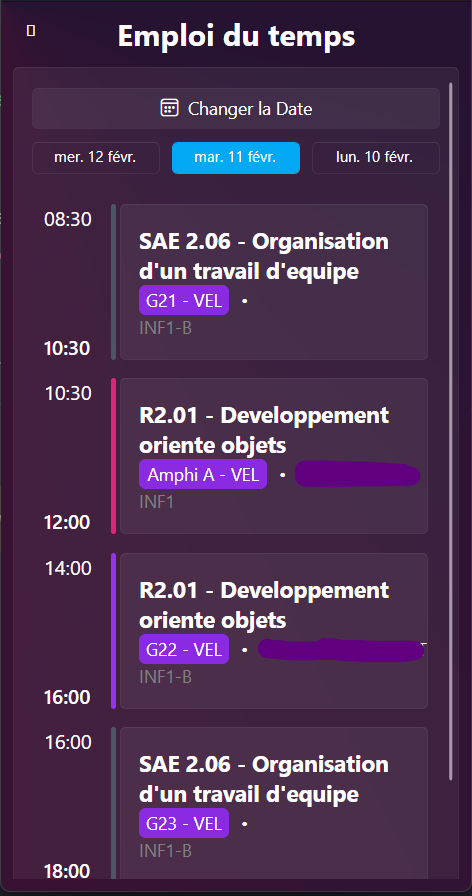 Emploi du temps
Changer la Date
mer. 12 févr. mar. 11 févr. lun. 10 févr.
08:30
SAE 2.06 - Organisation
d'un travail d'equipe
G21 - VEL •
INF1-B
10:30
10:30
R2.01 - Developpement
oriente objets
Amphi A - VEL •
INF1
12:00
14:00
R2.01 - Developpement
oriente objets
G22 - VEL •
INF1-B
16:00
16:00
SAE 2.06 - Organisation
d'un travail d'equipe
G23 - VEL •
INF1-B
18:00